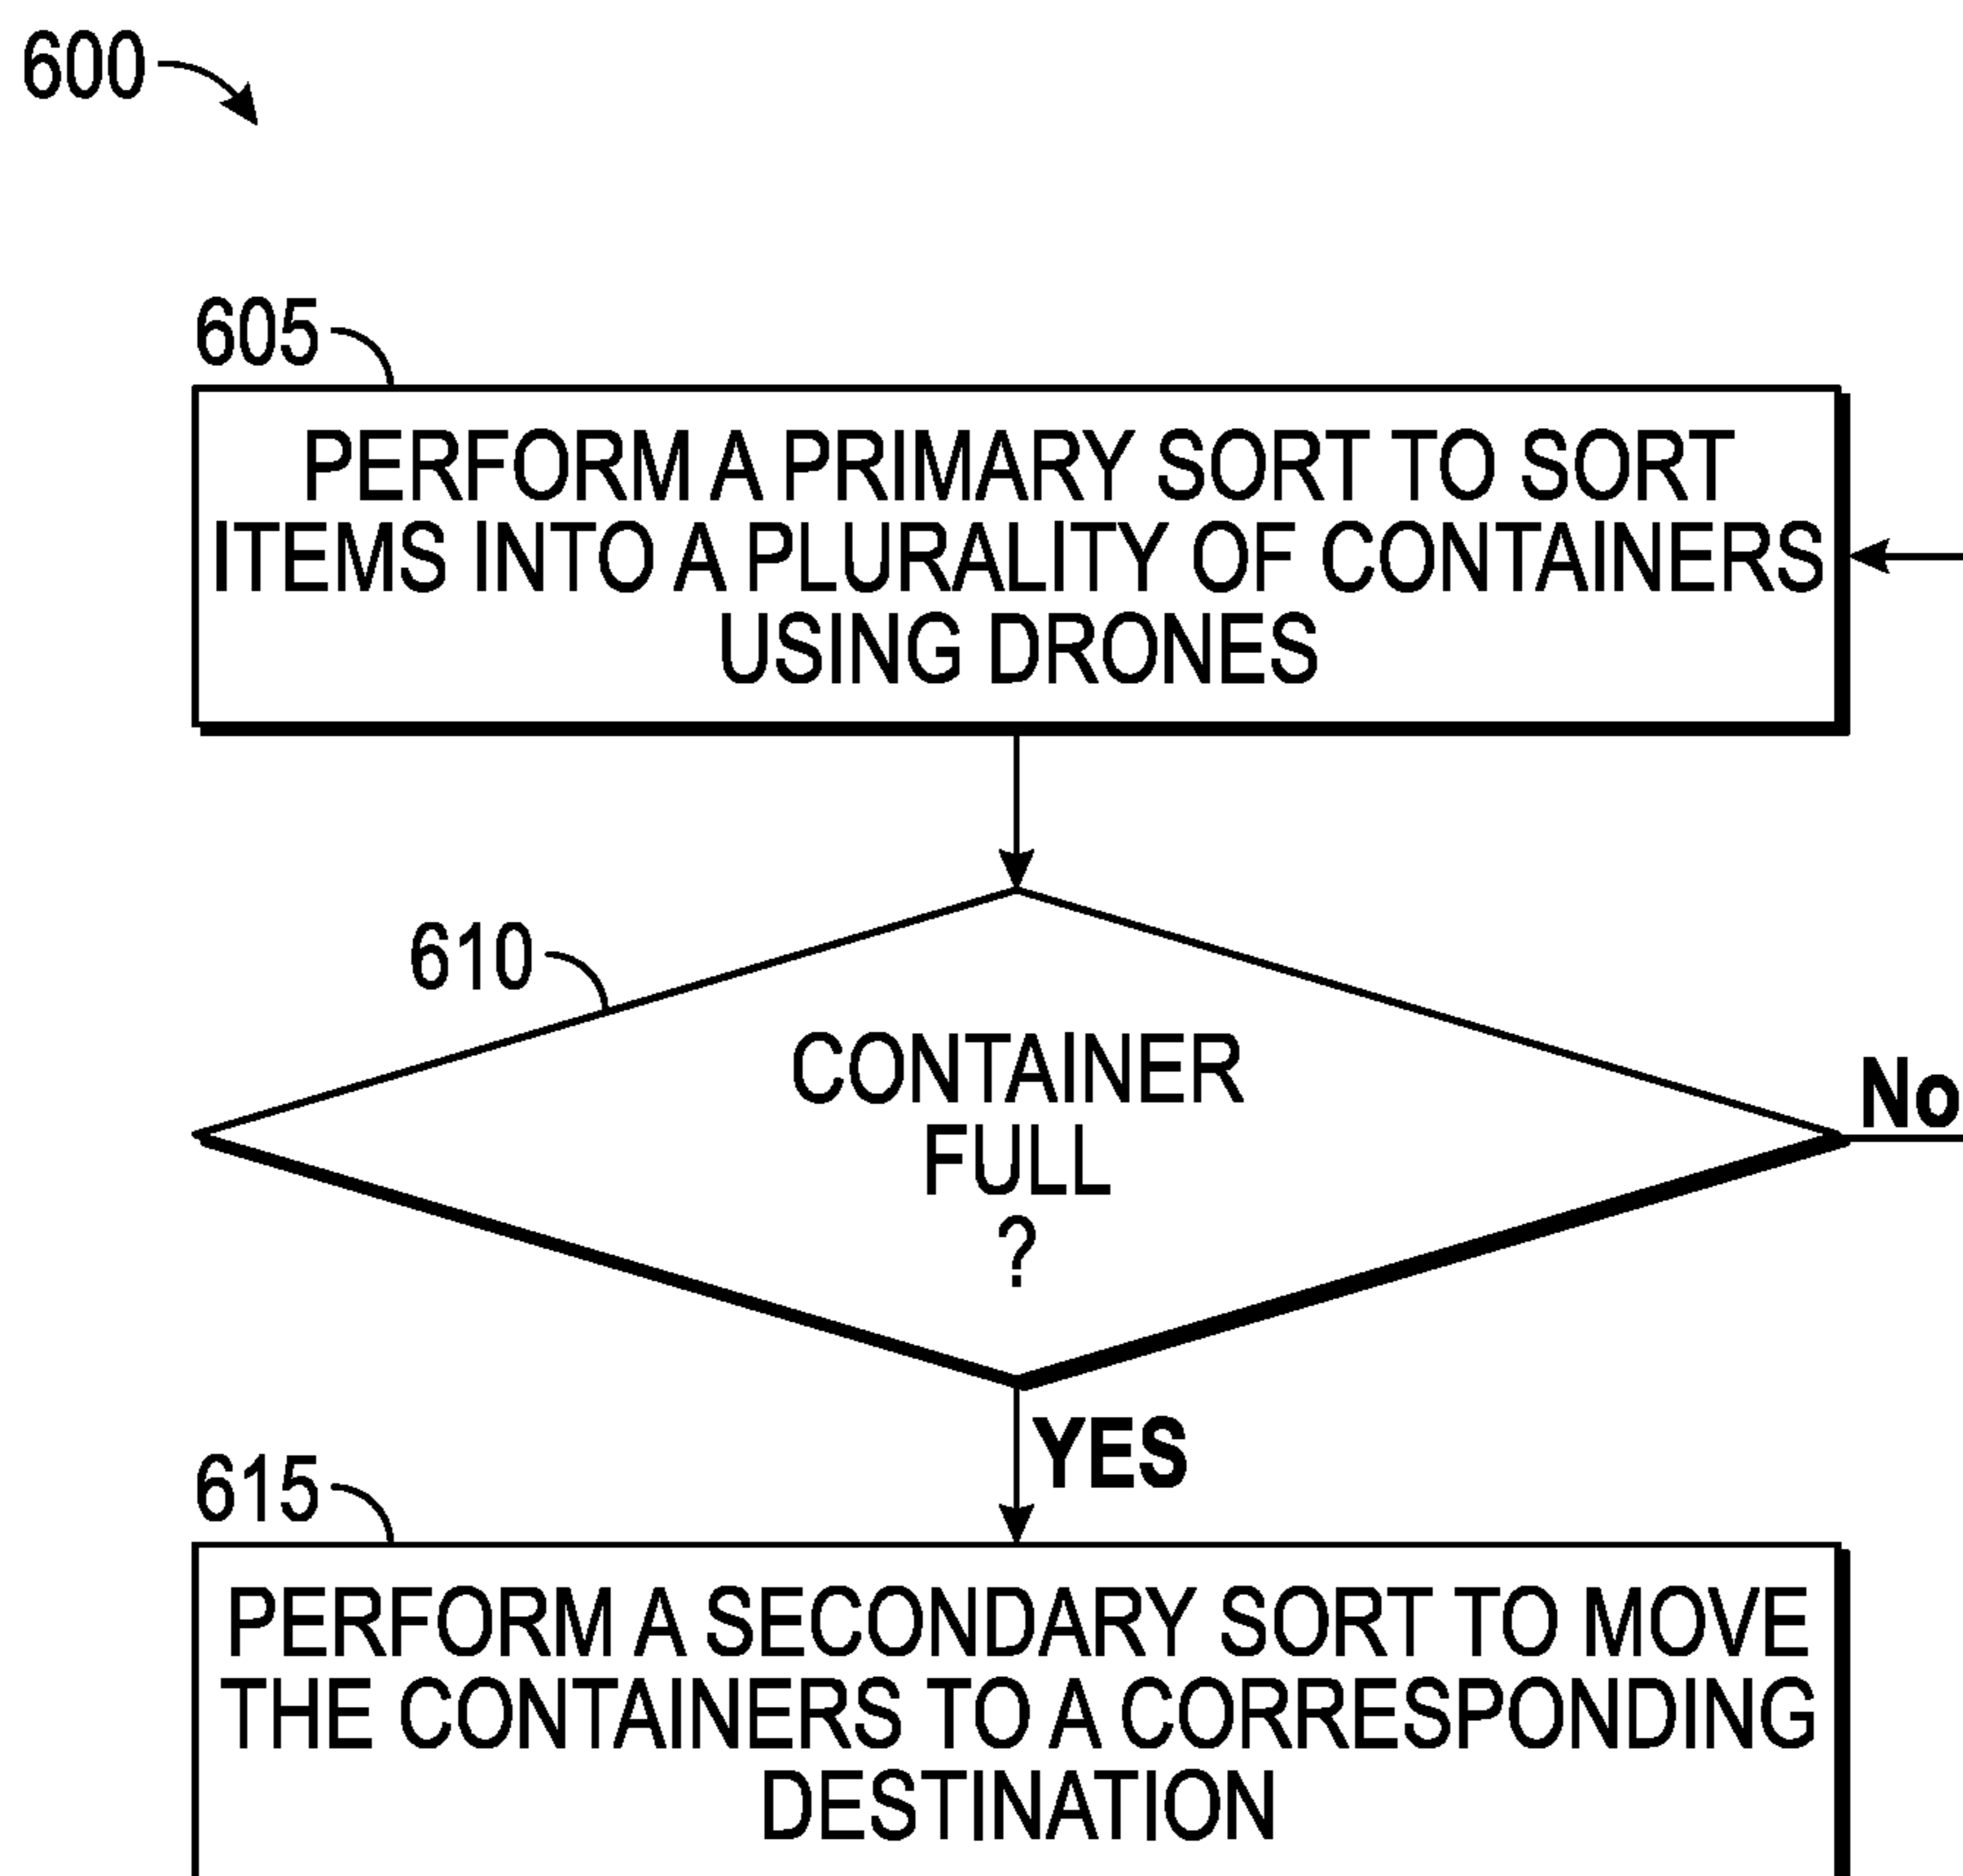 600
605
PERFORM A PRIMARY SORT TO SORT
ITEMS INTO A PLURALITY OF CONTAINERS
USING DRONES
610
CONTAINER
FULL
?
No
YES
615
PERFORM A SECONDARY SORT TO MOVE
THE CONTAINERS TO A CORRESPONDING
DESTINATION